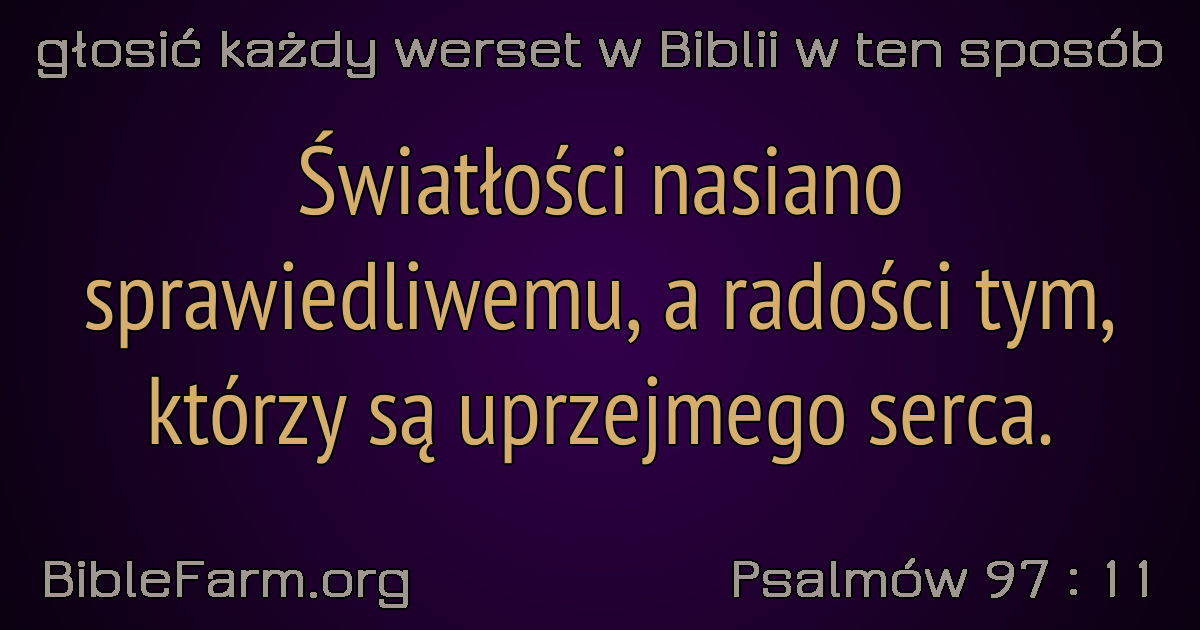 głosić każdy werset w Biblii w ten sposób
Światłości nasiano
sprawiedliwemu, a radości tym,
którzy są uprzejmego serca.
BibleFarm.org
Psalmów 97 : 11